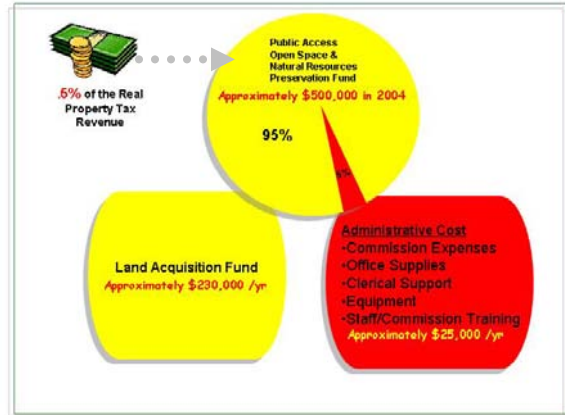 .5% of the Real
Property Tax
Revenue
Public Access
Open Space &
Natural Resources
Preservation Fund
Approximately $500,000 in 2004
95%
5%
Land Acquisition Fund
Approximately $230,000 /yr
Administrative Cost
-Commission Expenses
-Office Supplies
-Clerical Support
-Equipment
-Staff/Commission Training
Approximately $25,000 /yr